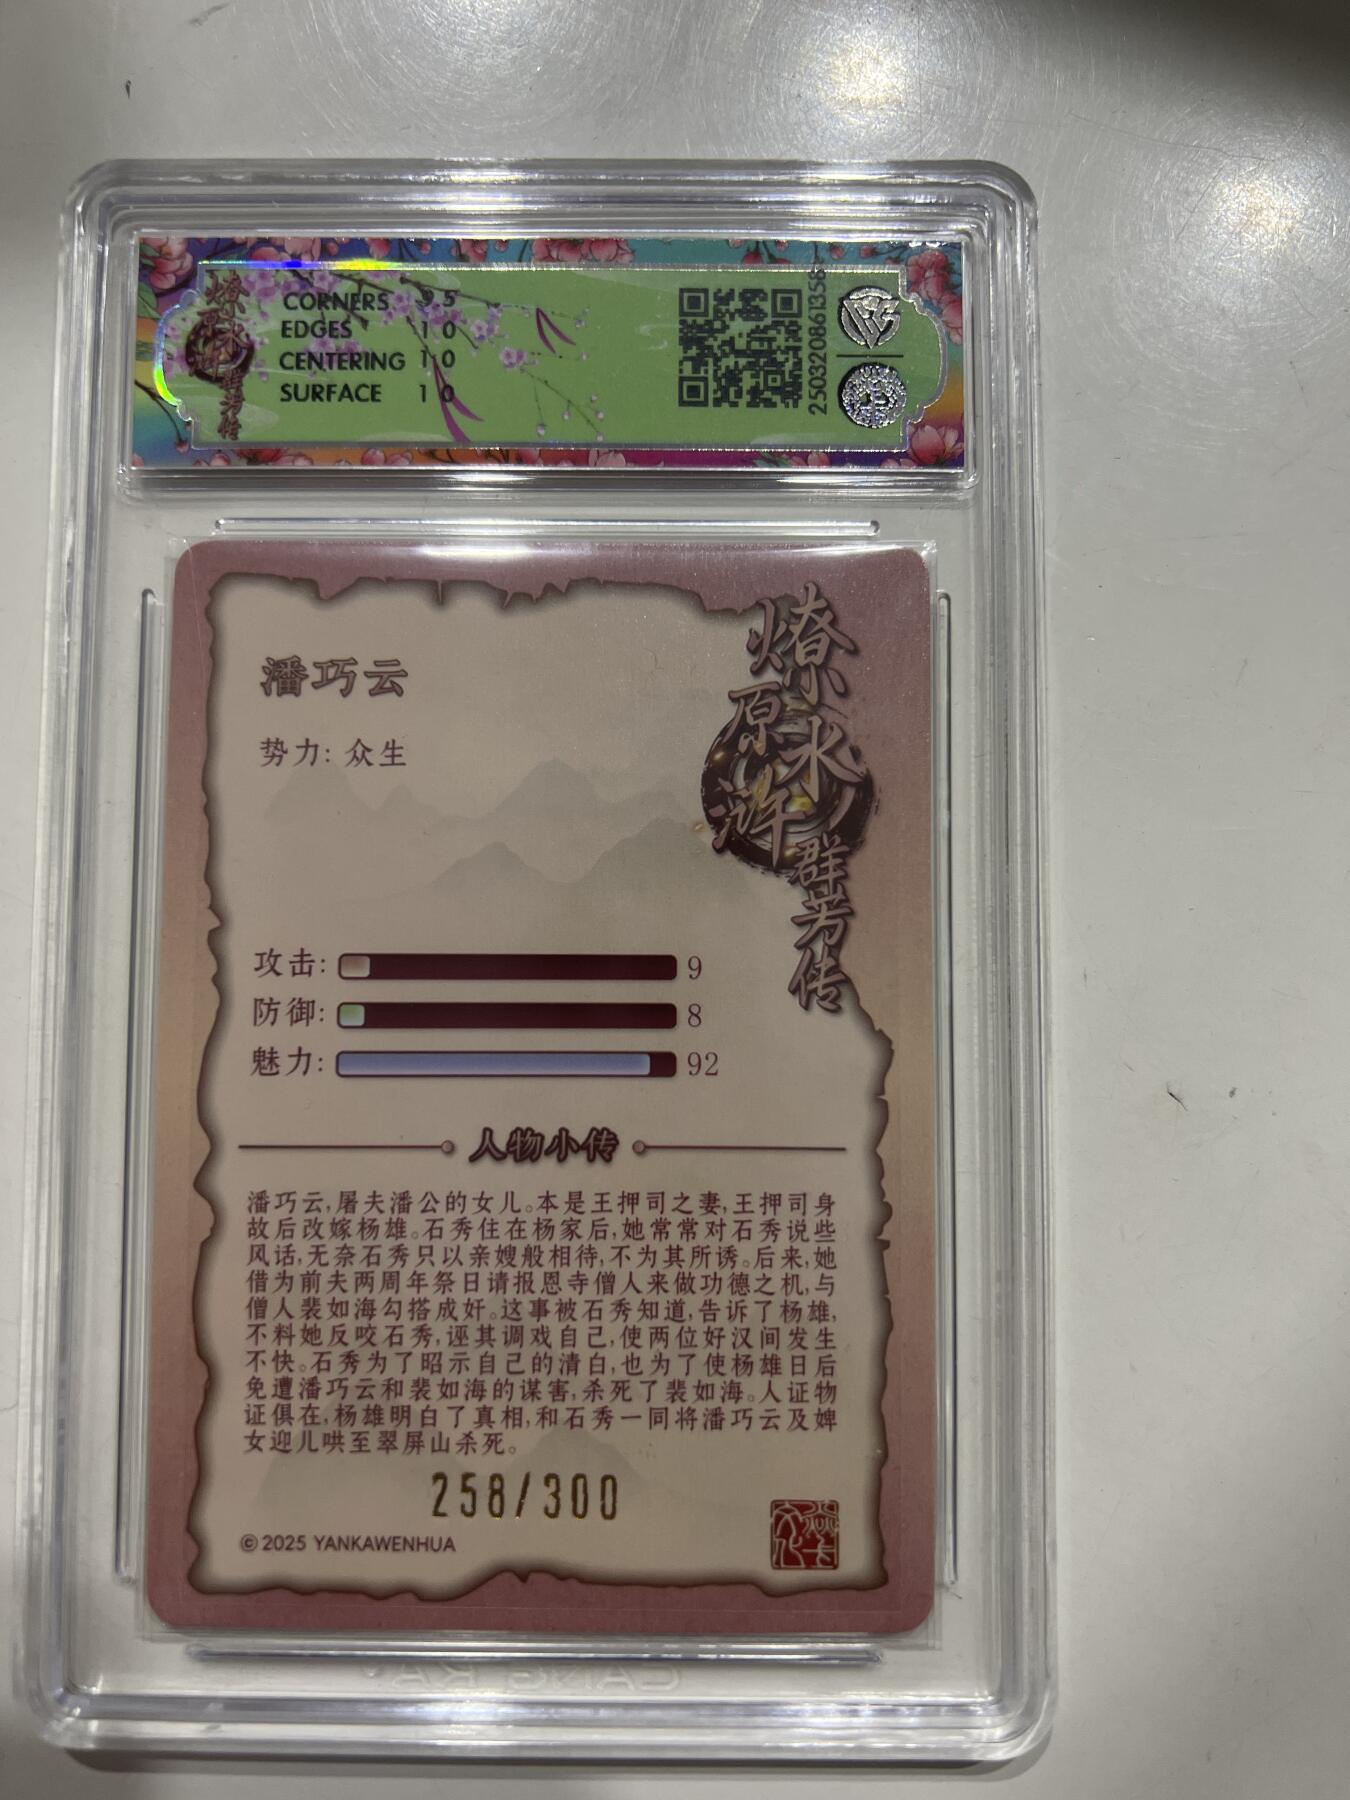 燎原水浒群芳传
CORNERS 9.5
EDGES 10
CENTERING 10
SURFACE 10
250320861358
潘巧云
势力: 众生
燎原水浒群芳传
攻击: 9
防御: 8
魅力: 92
人物小传
潘巧云,屠夫潘公的女儿。本是王押司之妻,王押司身
故后改嫁杨雄。石秀住在杨家后,她常常对石秀说些
风话,无奈石秀只以亲嫂般相待,不为其所诱。后来,她
借为前夫两周年祭日请报恩寺僧人来做功德之机,与
僧人裴如海勾搭成奸。这事被石秀知道,告诉了杨雄,
不料她反咬石秀,诬其调戏自己,使两位好汉间发生
不快。石秀为了昭示自己的清白,也为了使杨雄日后
免遭潘巧云和裴如海的谋害,杀死了裴如海。人证物
证俱在,杨雄明白了真相,和石秀一同将潘巧云及婢
女迎儿哄至翠屏山杀死。
258/300
© 2025 YANKAWENHUA
炎卡文化